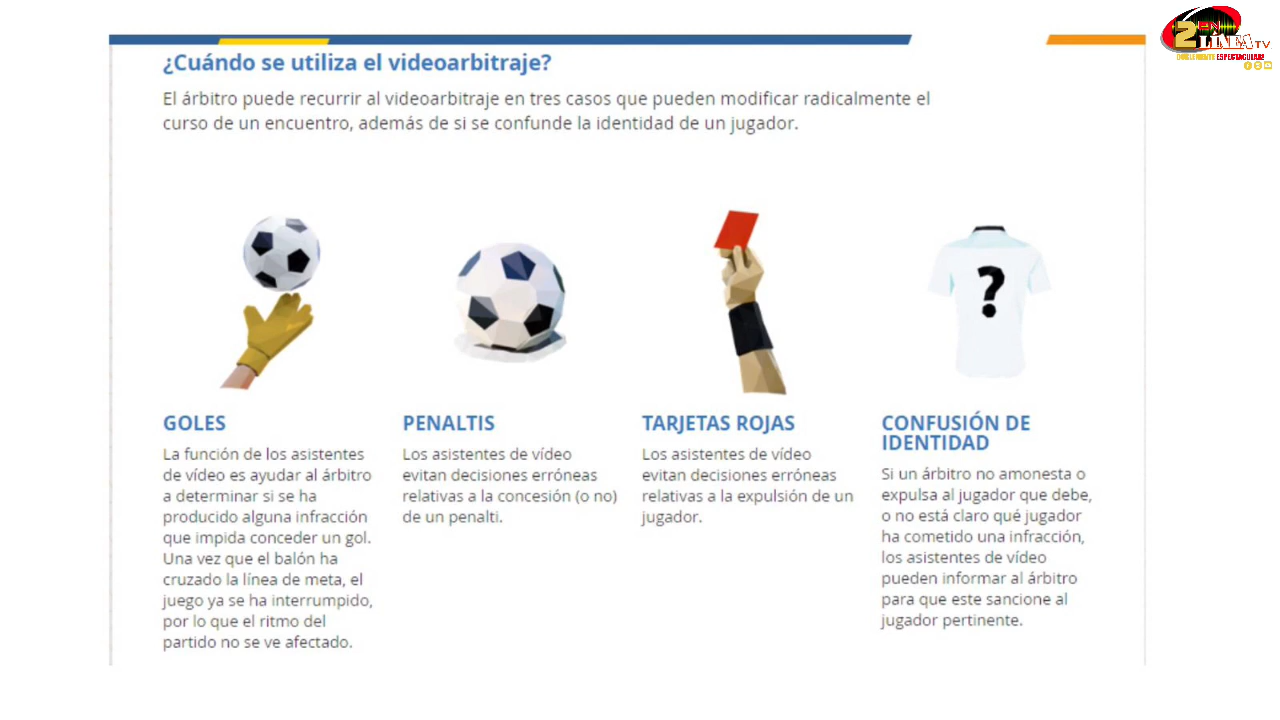 2 EN
LINEA TV
DOBLEMENTE ESPECTACULAR!
¿Cuándo se utiliza el videoarbitraje?
El árbitro puede recurrir al videoarbitraje en tres casos que pueden modificar radicalmente el
curso de un encuentro, además de si se confunde la identidad de un jugador.
?
GOLES
La función de los asistentes
de vídeo es ayudar al árbitro
a determinar si se ha
producido alguna infracción
que impida conceder un gol.
Una vez que el balón ha
cruzado la línea de meta, el
juego ya se ha interrumpido,
por lo que el ritmo del
partido no se ve afectado.
PENALTIS
Los asistentes de vídeo
evitan decisiones erróneas
relativas a la concesión (o no)
de un penalti.
TARJETAS ROJAS
Los asistentes de vídeo
evitan decisiones erróneas
relativas a la expulsión de un
jugador.
CONFUSIÓN DE
IDENTIDAD
Si un árbitro no amonesta o
expulsa al jugador que debe,
o no está claro qué jugador
ha cometido una infracción,
los asistentes de vídeo
pueden informar al árbitro
para que este sancione al
jugador pertinente.